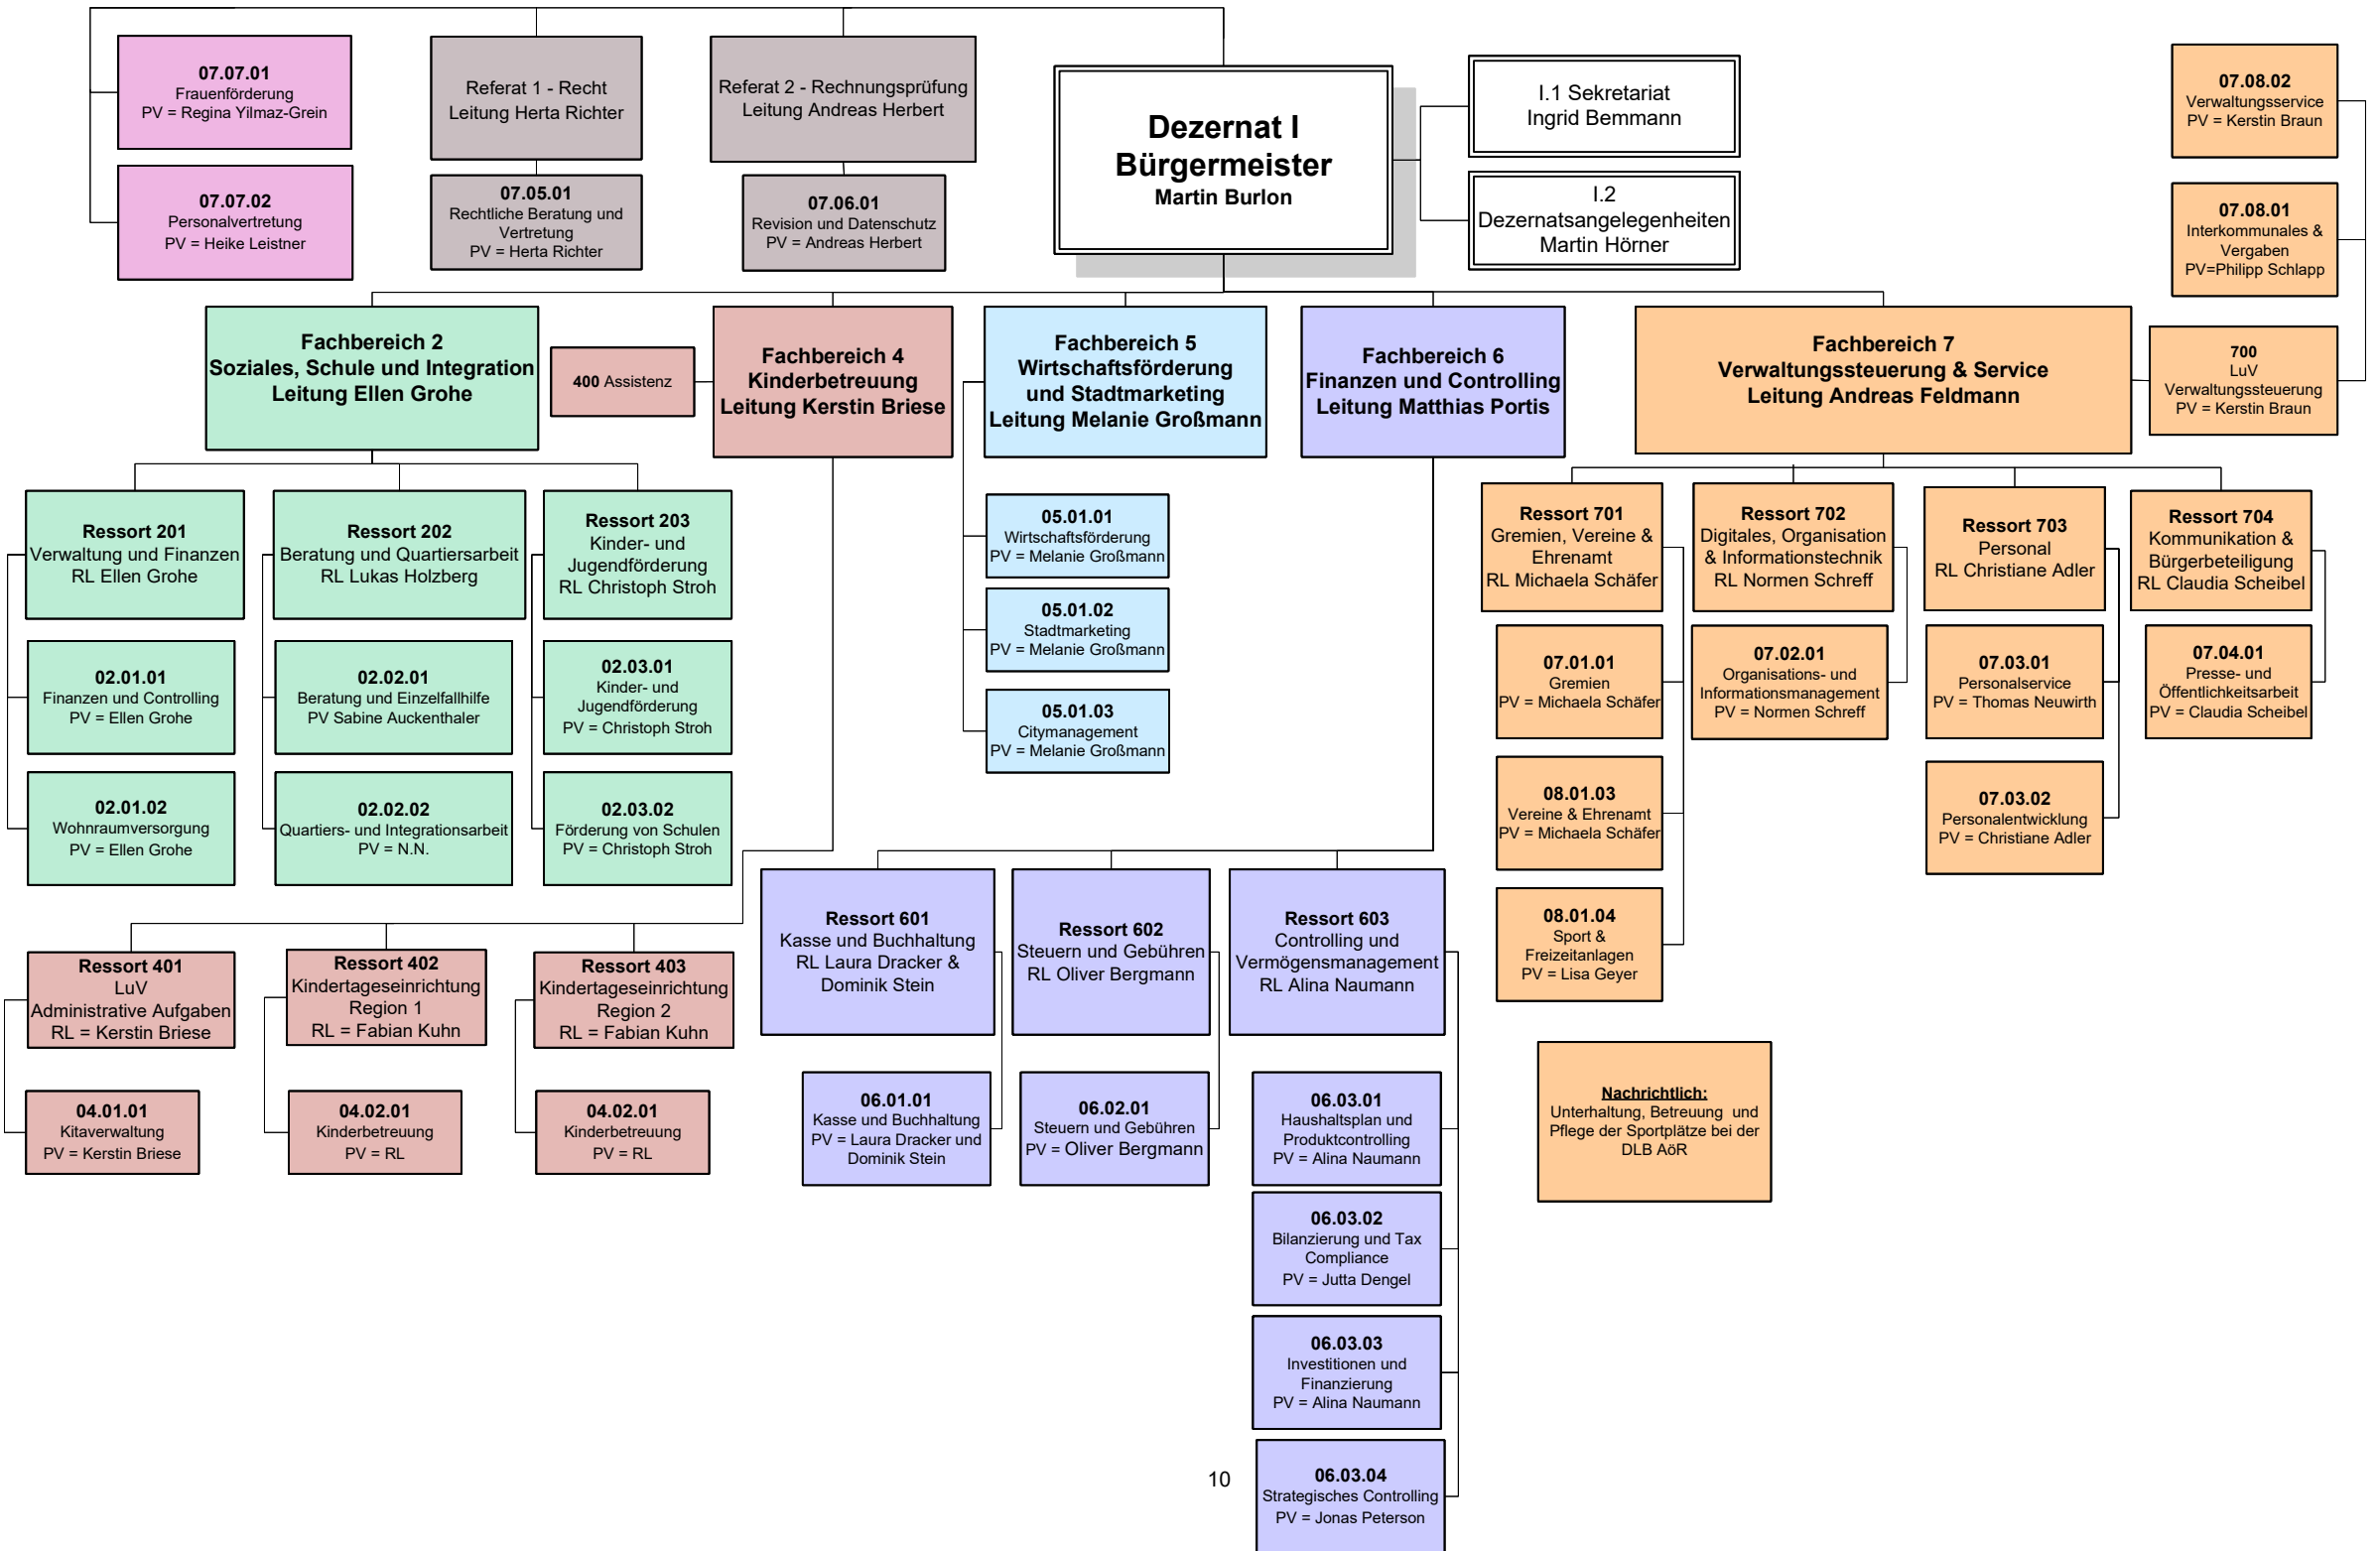 07.07.01
Frauenförderung
PV = Regina Yilmaz-Grein
07.07.02
Personalvertretung
PV = Heike Leistner
Referat 1 - Recht
Leitung Herta Richter
07.05.01
Rechtliche Beratung und
Vertretung
PV = Herta Richter
Referat 2 - Rechnungsprüfung
Leitung Andreas Herbert
07.06.01
Revision und Datenschutz
PV = Andreas Herbert
Dezernat I
Bürgermeister
Martin Burlon
I.1 Sekretariat
Ingrid Bemmann
I.2
Dezernatsangelegenheiten
Martin Hörner
07.08.02
Verwaltungsservice
PV = Kerstin Braun
07.08.01
Interkommunales &
Vergaben
PV=Philipp Schlapp
700
LuV
Verwaltungssteuerung
PV = Kerstin Braun
Fachbereich 2
Soziales, Schule und Integration
Leitung Ellen Grohe
400 Assistenz
Fachbereich 4
Kinderbetreuung
Leitung Kerstin Briese
Fachbereich 5
Wirtschaftsförderung
und Stadtmarketing
Leitung Melanie Großmann
Fachbereich 6
Finanzen und Controlling
Leitung Matthias Portis
Fachbereich 7
Verwaltungssteuerung & Service
Leitung Andreas Feldmann
Ressort 201
Verwaltung und Finanzen
RL Ellen Grohe
02.01.01
Finanzen und Controlling
PV = Ellen Grohe
02.01.02
Wohnraumversorgung
PV = Ellen Grohe
Ressort 202
Beratung und Quartiersarbeit
RL Lukas Holzberg
02.02.01
Beratung und Einzelfallhilfe
PV Sabine Auckenthaler
02.02.02
Quartiers- und Integrationsarbeit
PV = N.N.
Ressort 203
Kinder- und
Jugendförderung
RL Christoph Stroh
02.03.01
Kinder- und
Jugendförderung
PV = Christoph Stroh
02.03.02
Förderung von Schulen
PV = Christoph Stroh
05.01.01
Wirtschaftsförderung
PV = Melanie Großmann
05.01.02
Stadtmarketing
PV = Melanie Großmann
05.01.03
Citymanagement
PV = Melanie Großmann
Ressort 701
Gremien, Vereine &
Ehrenamt
RL Michaela Schäfer
07.01.01
Gremien
PV = Michaela Schäfer
08.01.03
Vereine & Ehrenamt
PV = Michaela Schäfer
08.01.04
Sport &
Freizeitanlagen
PV = Lisa Geyer
Ressort 702
Digitales, Organisation
& Informationstechnik
RL Normen Schreff
07.02.01
Organisations- und
Informationsmanagement
PV = Normen Schreff
Ressort 703
Personal
RL Christiane Adler
07.03.01
Personalservice
PV = Thomas Neuwirth
07.03.02
Personalentwicklung
PV = Christiane Adler
Ressort 704
Kommunikation &
Bürgerbeteiligung
RL Claudia Scheibel
07.04.01
Presse- und
Öffentlichkeitsarbeit
PV = Claudia Scheibel
Ressort 401
LuV
Administrative Aufgaben
RL = Kerstin Briese
04.01.01
Kitaverwaltung
PV = Kerstin Briese
Ressort 402
Kindertageseinrichtung
Region 1
RL = Fabian Kuhn
04.02.01
Kinderbetreuung
PV = RL
Ressort 403
Kindertageseinrichtung
Region 2
RL = Fabian Kuhn
04.02.01
Kinderbetreuung
PV = RL
Ressort 601
Kasse und Buchhaltung
RL Laura Dracker &
Dominik Stein
06.01.01
Kasse und Buchhaltung
PV = Laura Dracker und
Dominik Stein
Ressort 602
Steuern und Gebühren
RL Oliver Bergmann
06.02.01
Steuern und Gebühren
PV = Oliver Bergmann
Ressort 603
Controlling und
Vermögensmanagement
RL Alina Naumann
06.03.01
Haushaltsplan und
Produktcontrolling
PV = Alina Naumann
06.03.02
Bilanzierung und Tax
Compliance
PV = Jutta Dengel
06.03.03
Investitionen und
Finanzierung
PV = Alina Naumann
06.03.04
Strategisches Controlling
PV = Jonas Peterson
Nachrichtlich:
Unterhaltung, Betreuung und
Pflege der Sportplätze bei der
DLB AöR
10